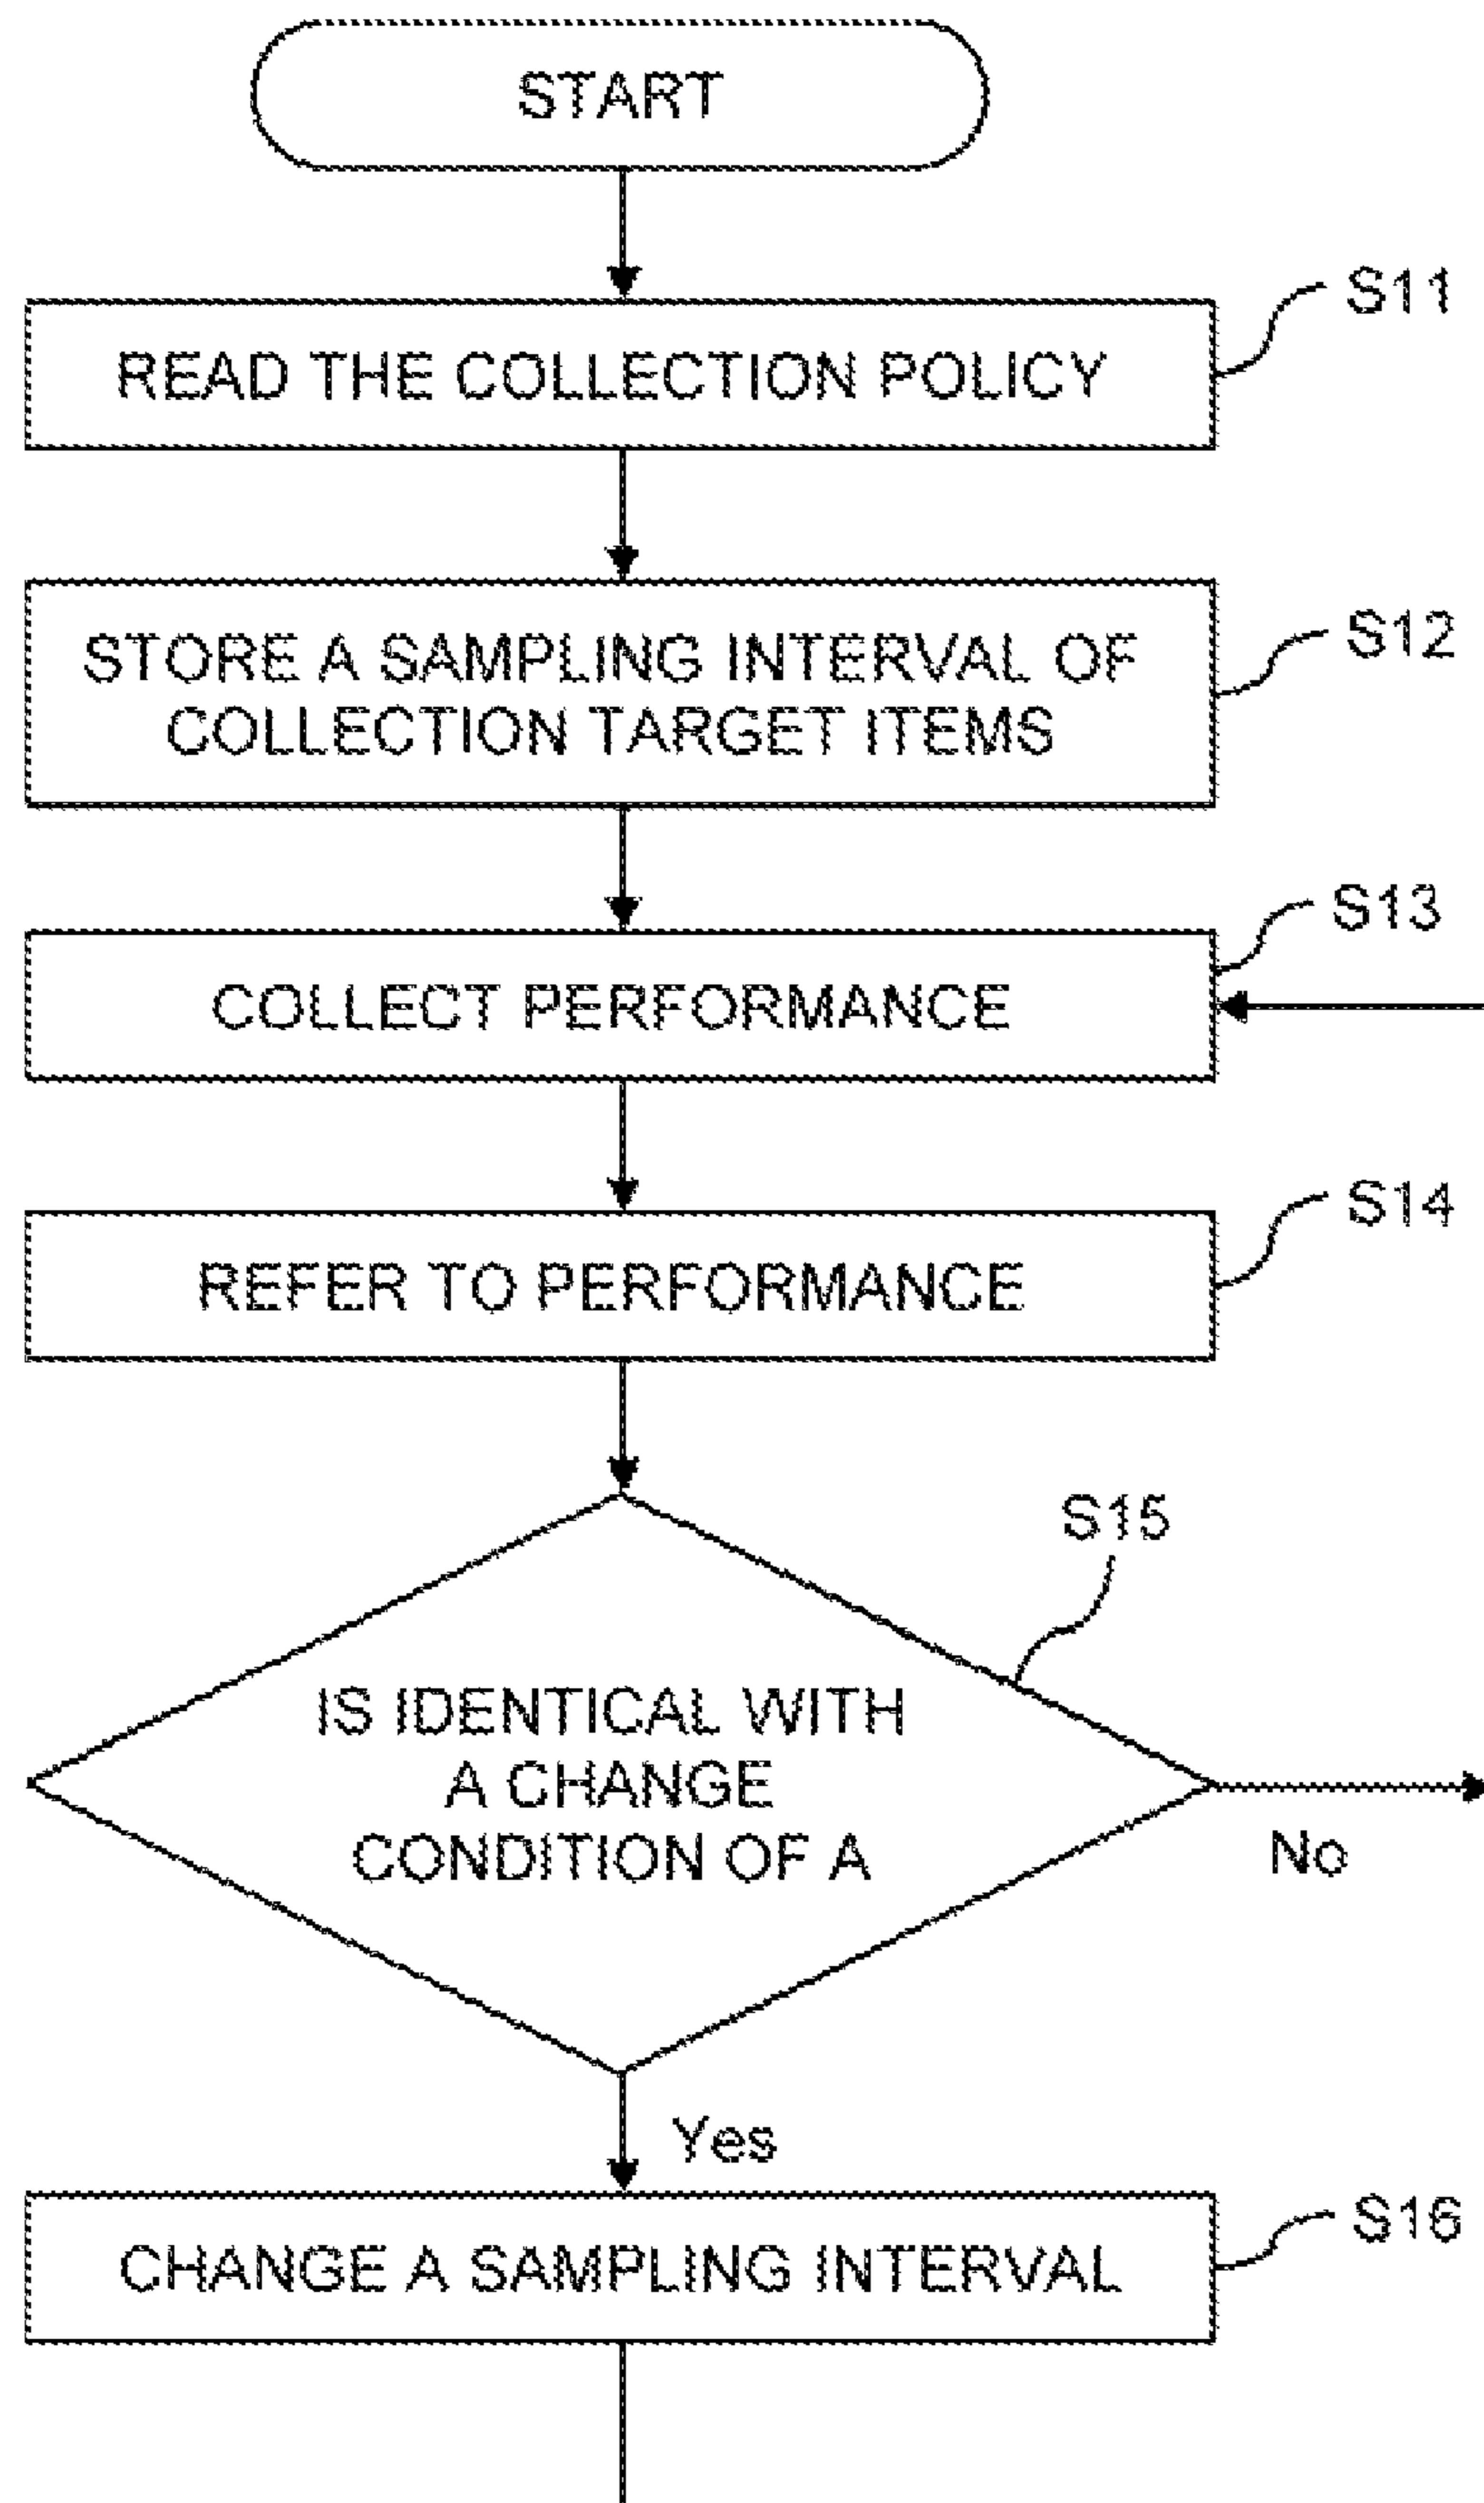 START
S11
READ THE COLLECTION POLICY
S12
STORE A SAMPLING INTERVAL OF
COLLECTION TARGET ITEMS
S13
COLLECT PERFORMANCE
S14
REFER TO PERFORMANCE
S15
IS IDENTICAL WITH
A CHANGE
CONDITION OF A
No
Yes
S16
CHANGE A SAMPLING INTERVAL